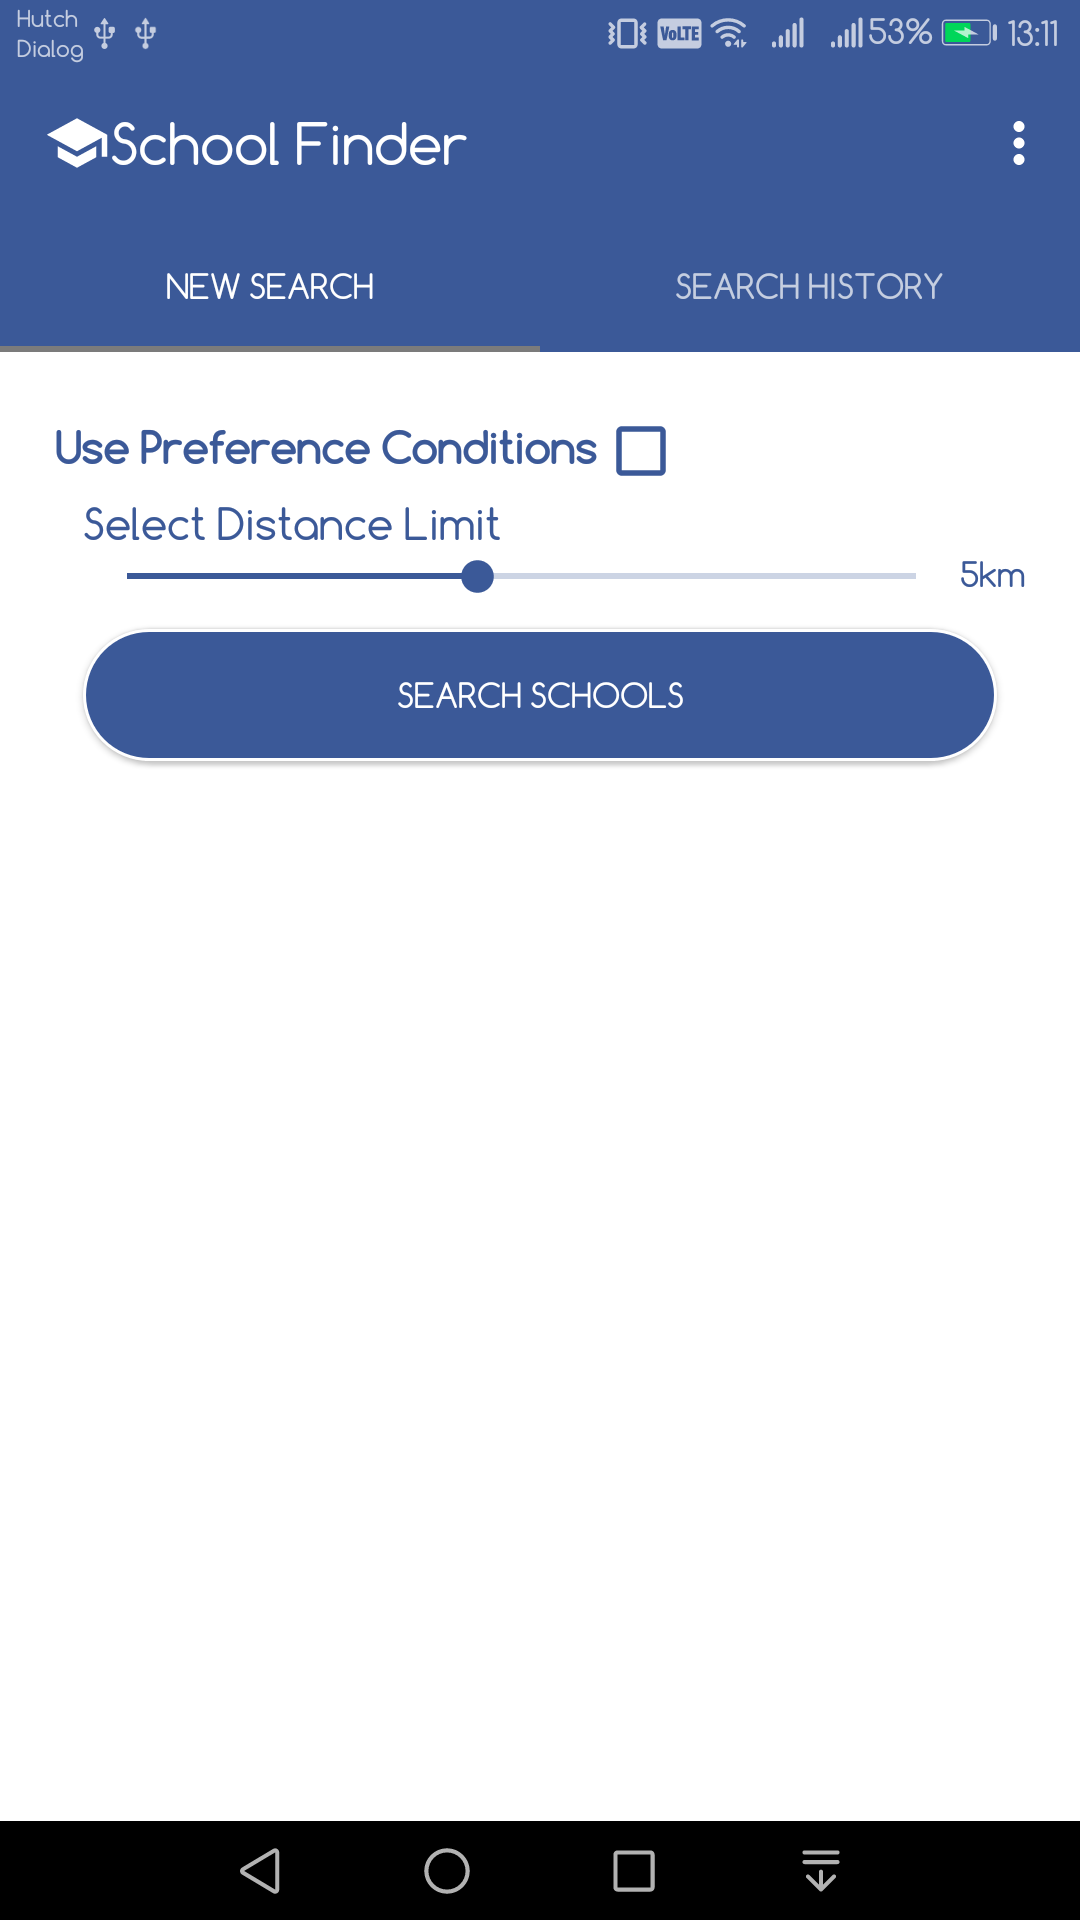 Hutch
Dialog
VoLTE 53% 13:11
School Finder
NEW SEARCH SEARCH HISTORY
Use Preference Conditions
Select Distance Limit
5km
SEARCH SCHOOLS